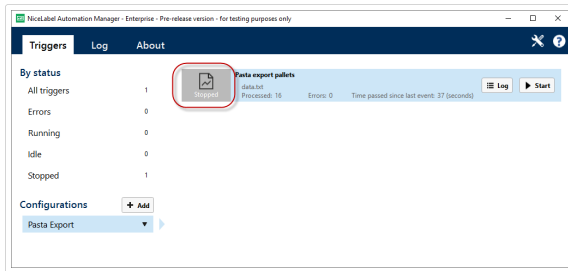 NiceLabel Automation Manager - Enterprise - Pre-release version - for testing purposes only
Triggers Log About
By status
All triggers 1
Errors 0
Running 0
Idle 0
Stopped 1
Configurations + Add
Pasta Export
Stopped
Pasta export pallets
data.txt
Processed: 16 Errors: 0 Time passed since last event: 37 (seconds)
Log Start